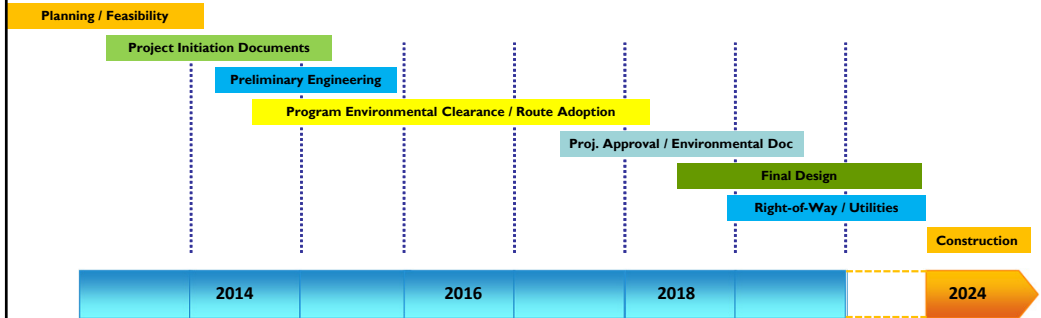 Planning / Feasibility
Project Initiation Documents
Preliminary Engineering
Program Environmental Clearance / Route Adoption
Proj. Approval / Environmental Doc
Final Design
Right-of-Way / Utilities
Construction
2014 2016 2018 2024